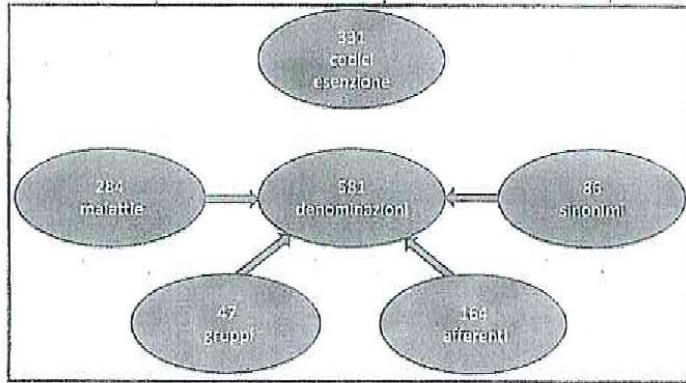 331
codici
esenzione
284
malattie
581
denominazioni
86
sinonimi
47
gruppi
164
afferenti